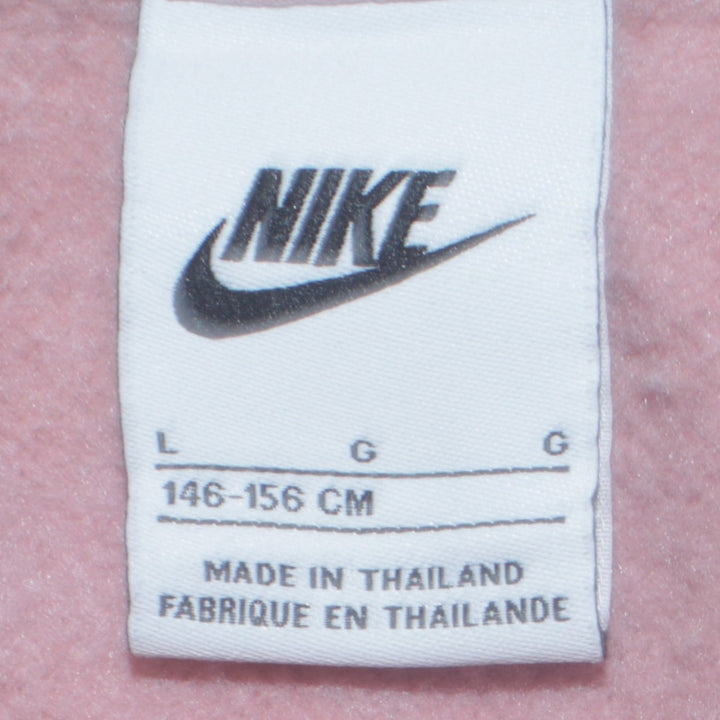 NIKE
L G G
146-156 CM
MADE IN THAILAND
FABRIQUE EN THAILANDE